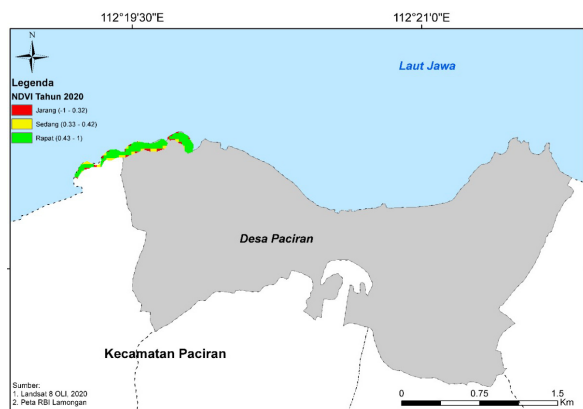 112°19'30"E 112°21'0"E
N
Laut Jawa
Legenda
NDVI Tahun 2020
Jarang (-1 - 0.32)
Sedang (0.33 - 0.42)
Rapat (0.43 - 1)
Desa Paciran
Kecamatan Paciran
Sumber:
1. Landsat 8 OLI, 2020
2. Peta RBI Lamongan
0 0.75 1.5
Km